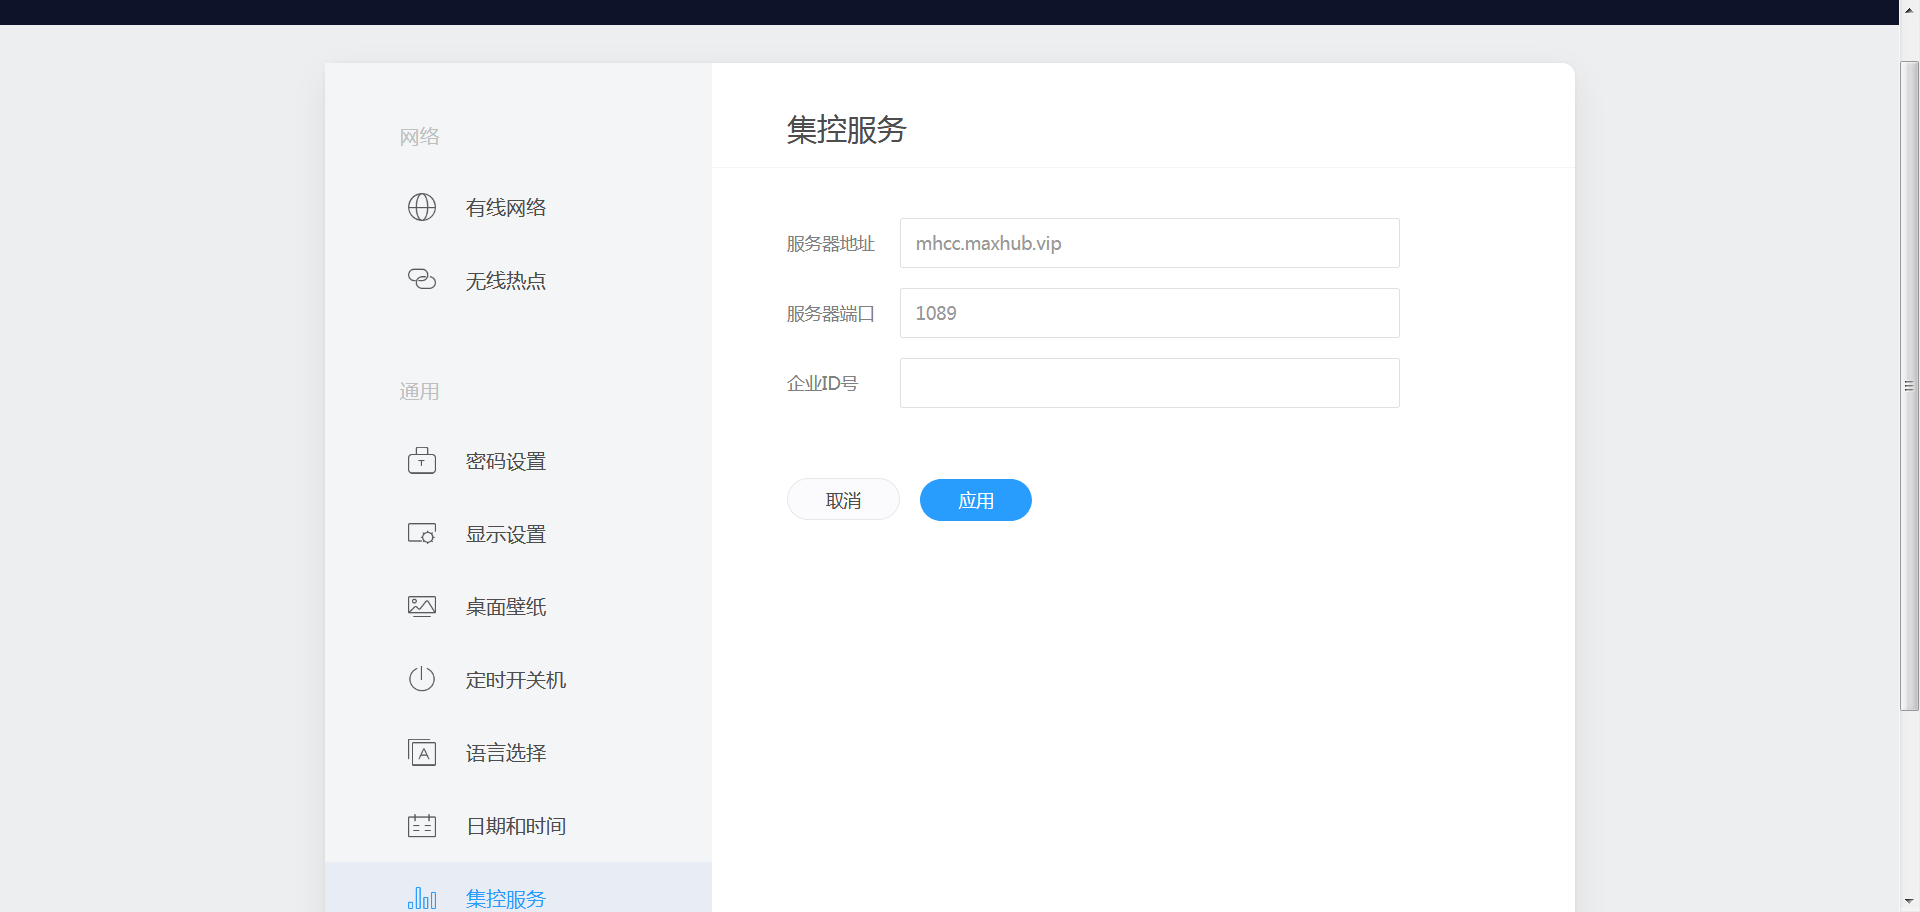 网络
有线网络
无线热点
通用
密码设置
显示设置
桌面壁纸
定时开关机
语言选择
日期和时间
集控服务
集控服务
服务器地址 mhcc.maxhub.vip
服务器端口 1089
企业ID号
取消 应用